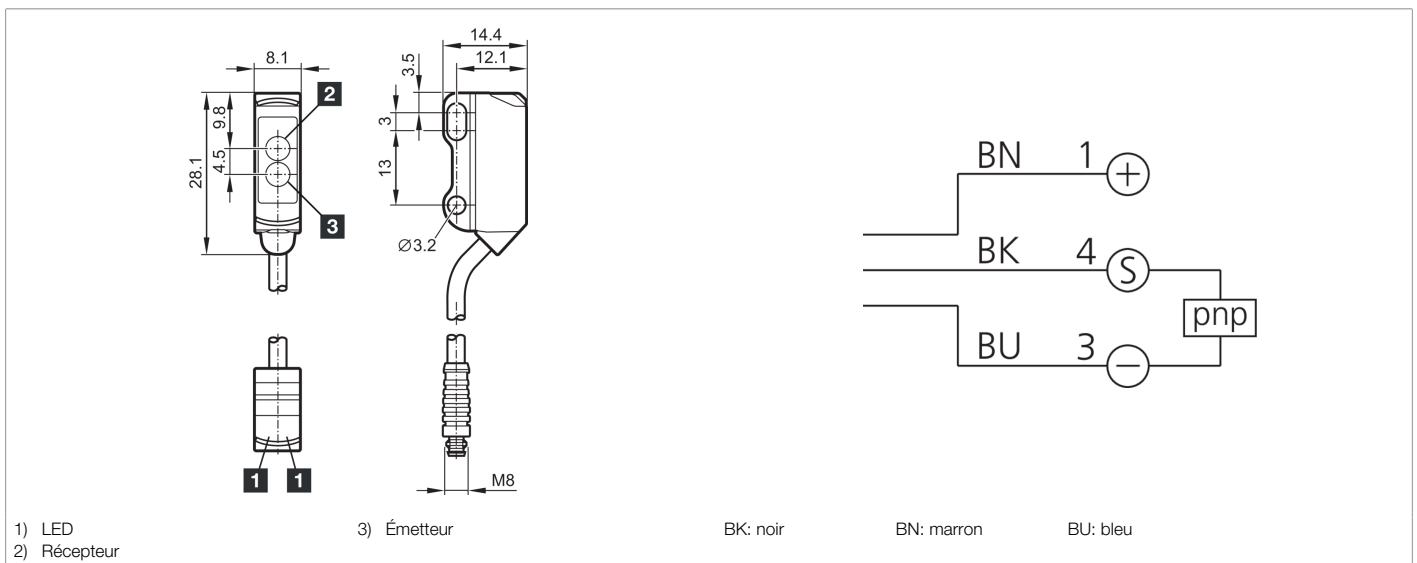 14.4
8.1
12.1
3.5
2
9.8
3
28.1
4.5
13
3
Ø3.2
1 1
M8
BN 1 +
BK 4 S
pnp
BU 3 −
1) LED 3) Émetteur BK: noir BN: marron BU: bleu
2) Récepteur